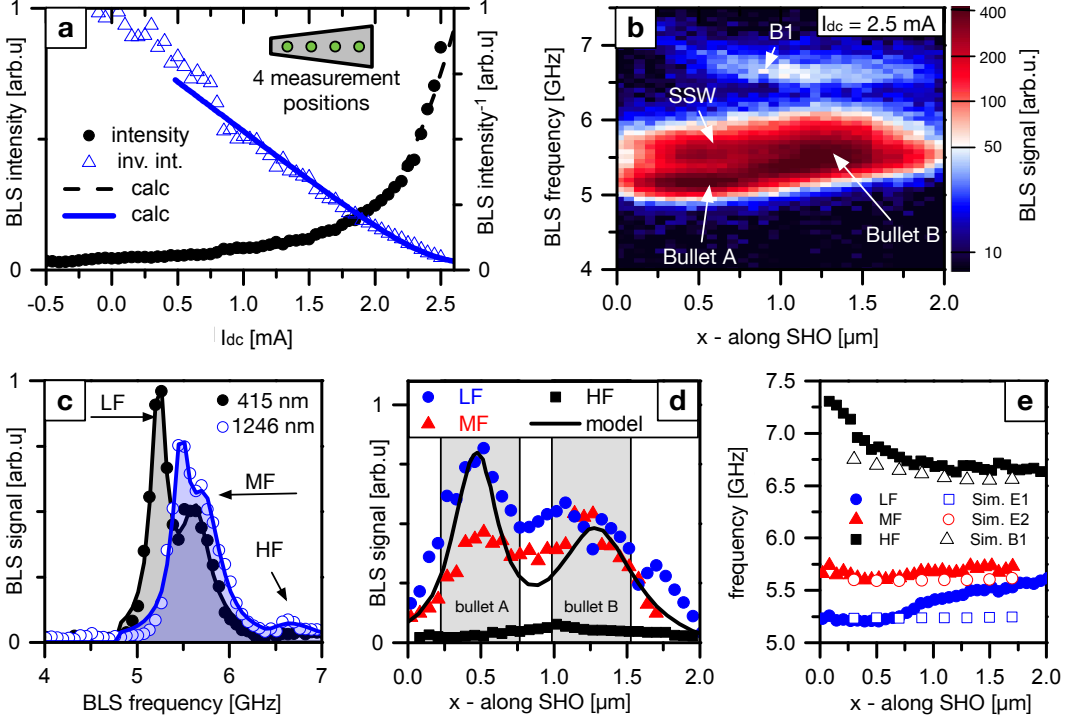 a
BLS intensity [arb.u]
BLS intensity⁻¹ [arb.u]
1
0
1
0
4 measurement
positions
intensity
inv. int.
calc
calc
-0.5 0.0 0.5 1.0 1.5 2.0 2.5
Idc [mA]
b
Idc = 2.5 mA
B1
SSW
Bullet A
Bullet B
BLS frequency [GHz]
7
6
5
4
0.0 0.5 1.0 1.5 2.0
x - along SHO [µm]
400
200
100
50
10
BLS signal [arb.u.]
c
LF
415 nm
1246 nm
MF
HF
BLS signal [arb.u]
1
0
4 5 6 7
BLS frequency [GHz]
d
LF
HF
MF
model
bullet A
bullet B
BLS signal [arb.u]
1
0
0.0 0.5 1.0 1.5 2.0
x - along SHO [µm]
e
frequency [GHz]
7.5
7.0
6.5
6.0
5.5
5.0
LF
Sim. E1
MF
Sim. E2
HF
Sim. B1
0.0 0.5 1.0 1.5 2.0
x - along SHO [µm]